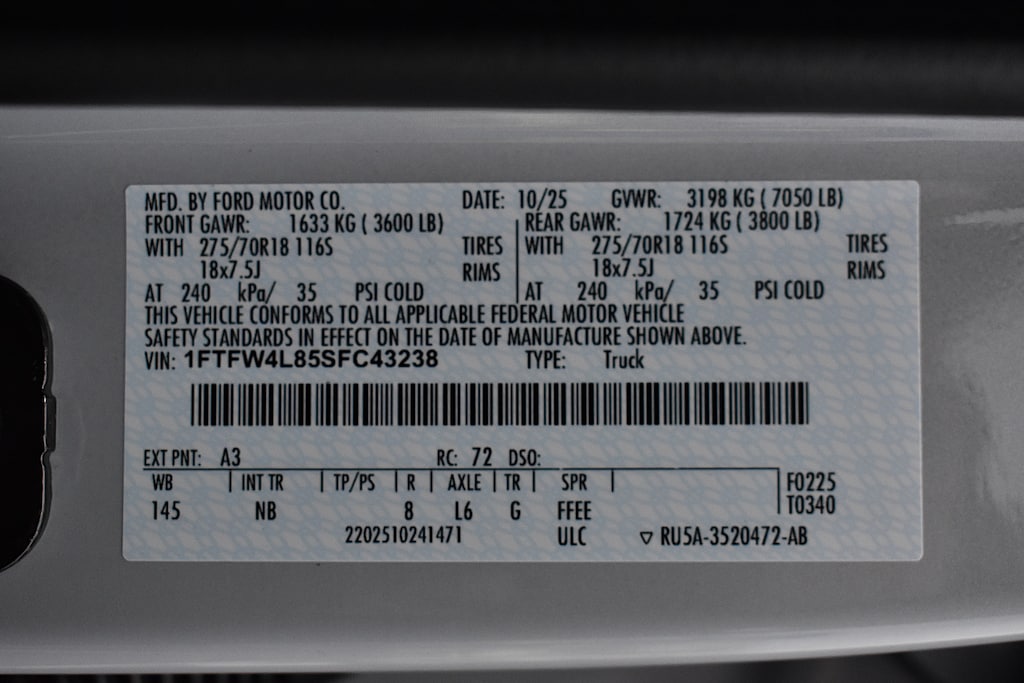 MFD. BY FORD MOTOR CO. DATE: 10/25 GVWR: 3198 KG ( 7050 LB)
FRONT GAWR: 1633 KG ( 3600 LB) REAR GAWR: 1724 KG ( 3800 LB)
WITH 275/70R18 116S TIRES WITH 275/70R18 116S TIRES
18x7.5J RIMS 18x7.5J RIMS
AT 240 kPa/ 35 PSI COLD AT 240 kPa/ 35 PSI COLD
THIS VEHICLE CONFORMS TO ALL APPLICABLE FEDERAL MOTOR VEHICLE
SAFETY STANDARDS IN EFFECT ON THE DATE OF MANUFACTURE SHOWN ABOVE.
VIN: 1FTFW4L85SFC43238 TYPE: Truck
EXT PNT: A3 RC: 72 DSO:
WB INT TR TP/PS R AXLE TR SPR F0225
145 NB 8 L6 G FFEE T0340
2202510241471 ULC ▽ RU5A-3520472-AB